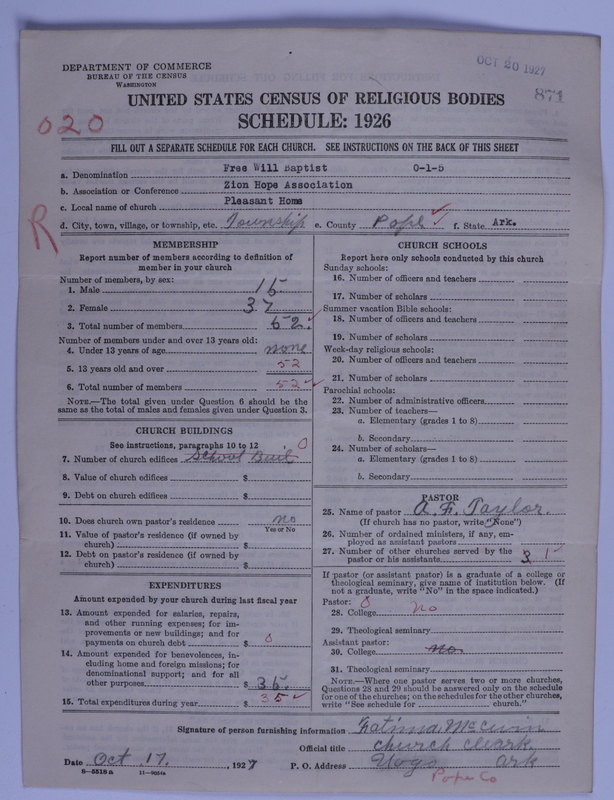 OCT 20 1927
DEPARTMENT OF COMMERCE
BUREAU OF THE CENSUS
WASHINGTON
871
UNITED STATES CENSUS OF RELIGIOUS BODIES
020
SCHEDULE: 1926
FILL OUT A SEPARATE SCHEDULE FOR EACH CHURCH. SEE INSTRUCTIONS ON THE BACK OF THIS SHEET
a. Denomination Free Will Baptist 0-1-5
b. Association or Conference Zion Hope Association
c. Local name of church Pleasant Home
R
d. City, town, village, or township, etc. Township e. County Pope f. State Ark.
MEMBERSHIP
Report number of members according to definition of
member in your church
Number of members, by sex:
1. Male 15
2. Female 37
3. Total number of members 52
Number of members under and over 13 years old:
4. Under 13 years of age none
5. 13 years old and over 52
6. Total number of members 52
NOTE.—The total given under Question 6 should be
same as the total of males and females given under Question 3.
CHURCH BUILDINGS
See instructions, paragraphs 10 to 12 0
7. Number of church edifices School Buil
8. Value of church edifices $
9. Debt on church edifices $
10. Does church own pastor's residence no
Yes or No
11. Value of pastor's residence (if owned by
church) $
12. Debt on pastor's residence (if owned by
church) $
EXPENDITURES
Amount expended by your church during last fiscal year
13. Amount expended for salaries, repairs,
and other running expenses; for im-
provements or new buildings; and for
payments on church debt $ 0
14. Amount expended for benevolences, in-
cluding home and foreign missions; for
denominational support; and for all
other purposes $ 35.
15. Total expenditures during year $ 35
CHURCH SCHOOLS
Report here only schools conducted by this church
Sunday schools:
16. Number of officers and teachers
17. Number of scholars
Summer vacation Bible schools:
18. Number of officers and teachers
19. Number of scholars
Week-day religious schools:
20. Number of officers and teachers
21. Number of scholars
Parochial schools:
22. Number of administrative officers
23. Number of teachers—
a. Elementary (grades 1 to 8)
b. Secondary
24. Number of scholars—
a. Elementary (grades 1 to 8)
b. Secondary
PASTOR
25. Name of pastor A. F. Taylor.
(If church has no pastor, write "None")
26. Number of ordained ministers, if any, em-
ployed as assistant pastors
27. Number of other churches served by the
pastor or his assistants 3 1
If pastor (or assistant pastor) is a graduate of a college or
theological seminary, give name of institution below. (If
not a graduate, write "No" in the space indicated.)
Pastor: 0
28. College No
29. Theological seminary
Assistant pastor:
30. College no.
31. Theological seminary
NOTE.—Where one pastor serves two or more churches,
Questions 28 and 29 should be answered only on the schedule
for one of the churches; on the schedules for the other churches,
write "See schedule for church."
Signature of person furnishing information
Official title church cleark
Date Oct 17, 1927 P. O. Address Ark
8-5518a 11-9054a
Pope Co